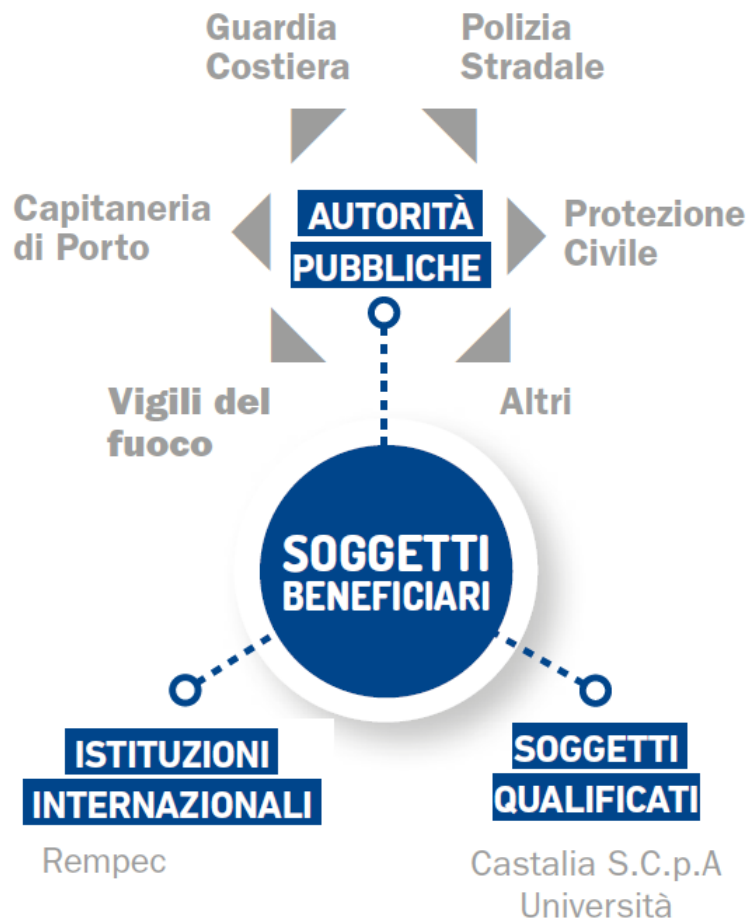 Guardia
Costiera
Polizia
Stradale
Capitaneria
di Porto
AUTORITÀ
PUBBLICHE
Protezione
Civile
Vigili del
fuoco
Altri
SOGGETTI
BENEFICIARI
ISTITUZIONI
INTERNAZIONALI
Rempec
SOGGETTI
QUALIFICATI
Castalia S.C.p.A
Università